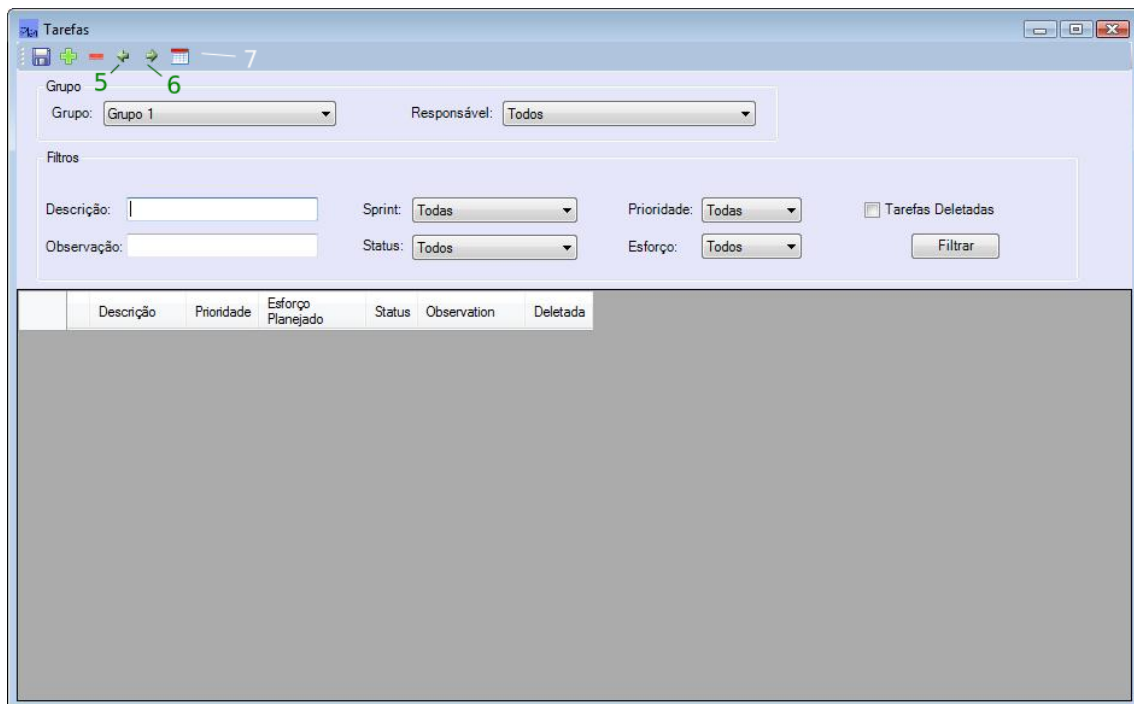 Tarefas
7
5
6
Grupo
Grupo: Grupo 1 Responsável: Todos
Filtros
Descrição: Sprint: Todas Prioridade: Todas Tarefas Deletadas
Observação: Status: Todos Esforço: Todos Filtrar
Descrição Prioridade Esforço Planejado Status Observation Deletada